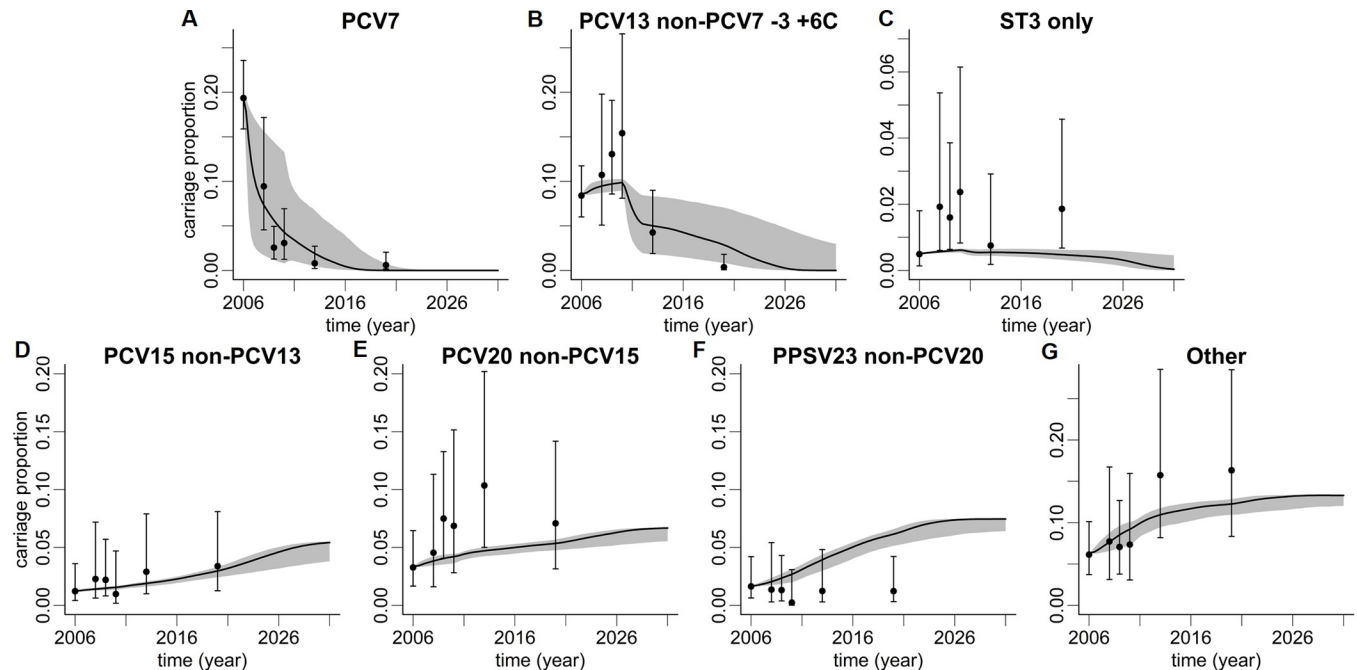 A PCV7
B PCV13 non-PCV7 -3 +6C
C ST3 only
carriage proportion
0.20
0.10
0.00
2006 2016 2026
time (year)
0.20
0.10
0.00
2006 2016 2026
time (year)
0.06
0.04
0.02
0.00
2006 2016 2026
time (year)
D PCV15 non-PCV13
E PCV20 non-PCV15
F PPSV23 non-PCV20
G Other
carriage proportion
0.20
0.15
0.10
0.05
0.00
2006 2016 2026
time (year)
0.20
0.15
0.10
0.05
0.00
2006 2016 2026
time (year)
0.20
0.15
0.10
0.05
0.00
2006 2016 2026
time (year)
0.20
0.10
0.00
2006 2016 2026
time (year)